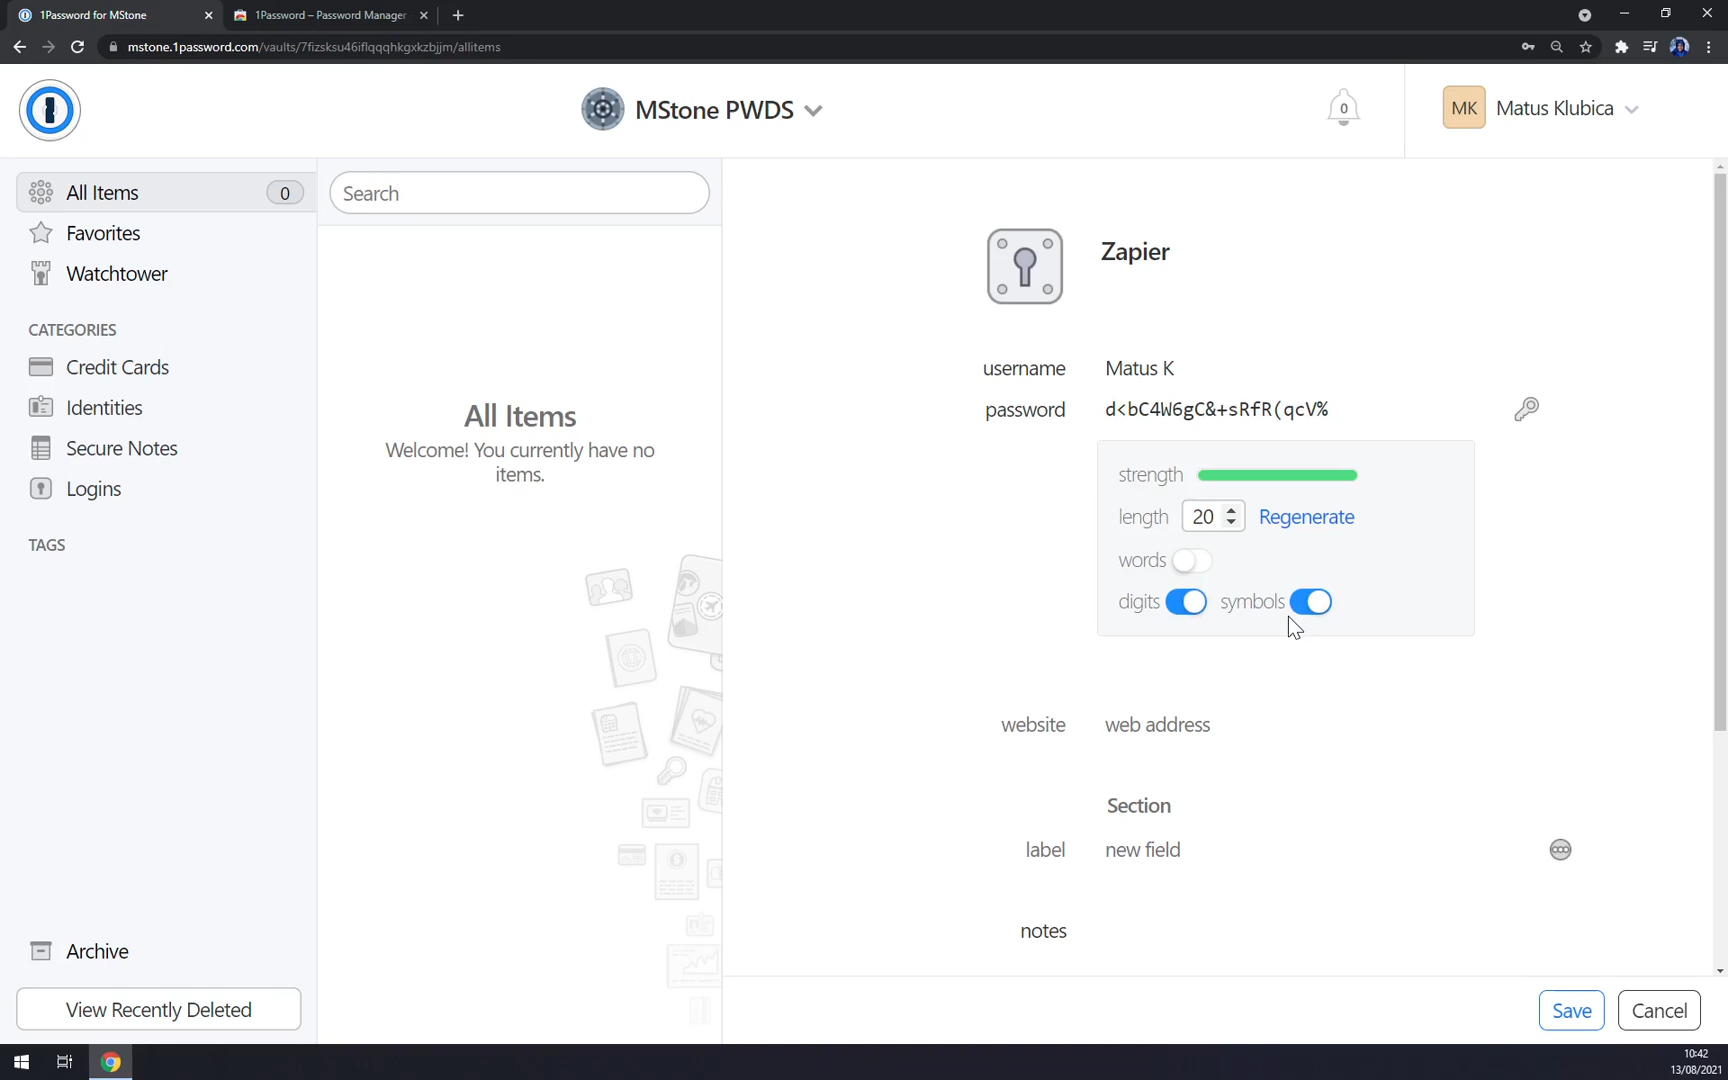 1Password for MStone
1Password – Password Manager
mstone.1password.com/vaults/7fizsksu46iflqqqhkgxkzbjjm/allitems
MStone PWDS
0
MK Matus Klubica
All Items 0
Favorites
Watchtower
CATEGORIES
Credit Cards
Identities
Secure Notes
Logins
TAGS
Archive
View Recently Deleted
Search
All Items
Welcome! You currently have no
items.
Zapier
username Matus K
password d<bC4W6gC&+sRfR(qcV%
strength
length 20 Regenerate
words
digits symbols
website web address
Section
label new field
notes
Save Cancel
10:42
13/08/2021